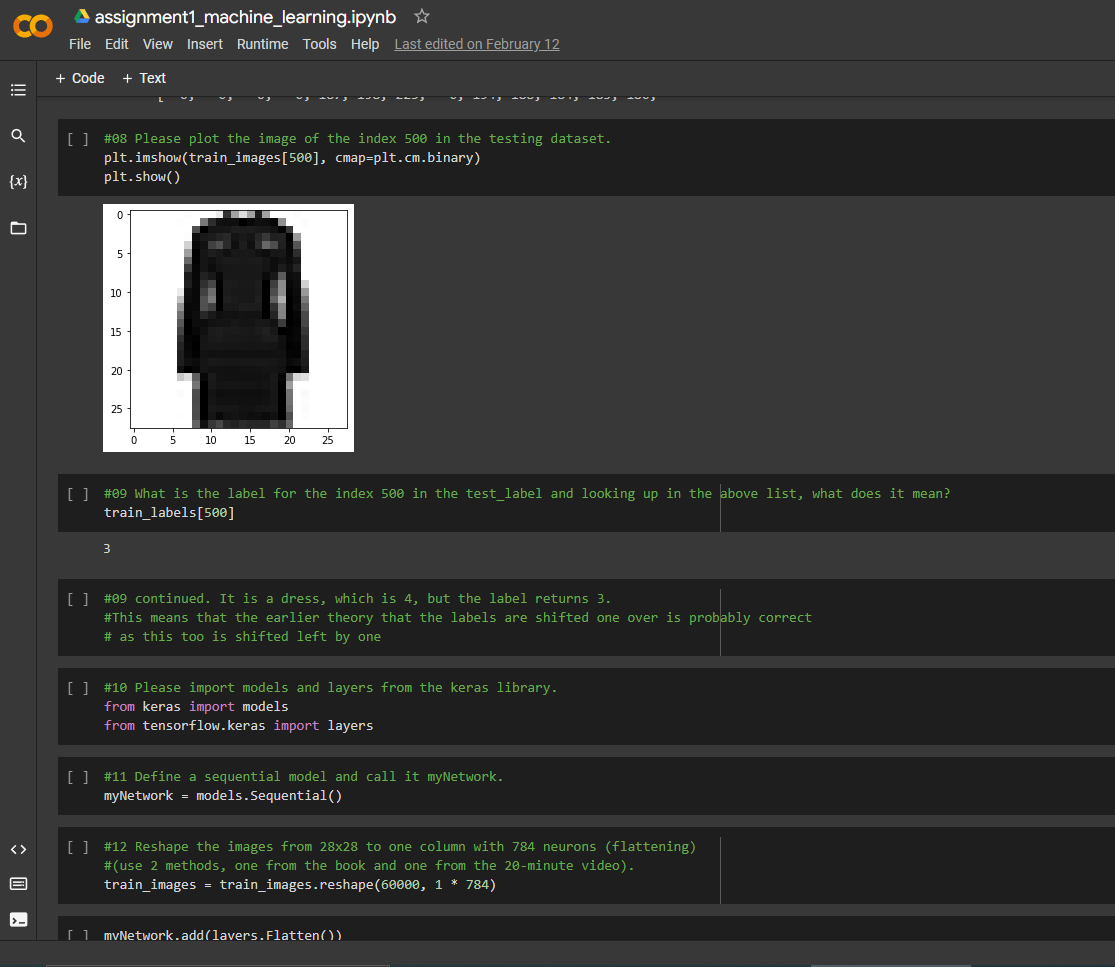 assignment1_machine_learning.ipynb
File Edit View Insert Runtime Tools Help Last edited on February 12
+ Code + Text
[ ] #08 Please plot the image of the index 500 in the testing dataset.
plt.imshow(train_images[500], cmap=plt.cm.binary)
plt.show()
0
5
10
15
20
25
0 5 10 15 20 25
[ ] #09 What is the label for the index 500 in the test_label and looking up in the above list, what does it mean?
train_labels[500]
3
[ ] #09 continued. It is a dress, which is 4, but the label returns 3.
#This means that the earlier theory that the labels are shifted one over is probably correct
# as this too is shifted left by one
[ ] #10 Please import models and layers from the keras library.
from keras import models
from tensorflow.keras import layers
[ ] #11 Define a sequential model and call it myNetwork.
myNetwork = models.Sequential()
[ ] #12 Reshape the images from 28x28 to one column with 784 neurons (flattening)
#(use 2 methods, one from the book and one from the 20-minute video).
train_images = train_images.reshape(60000, 1 * 784)
[ ] myNetwork.add(layers.Flatten())